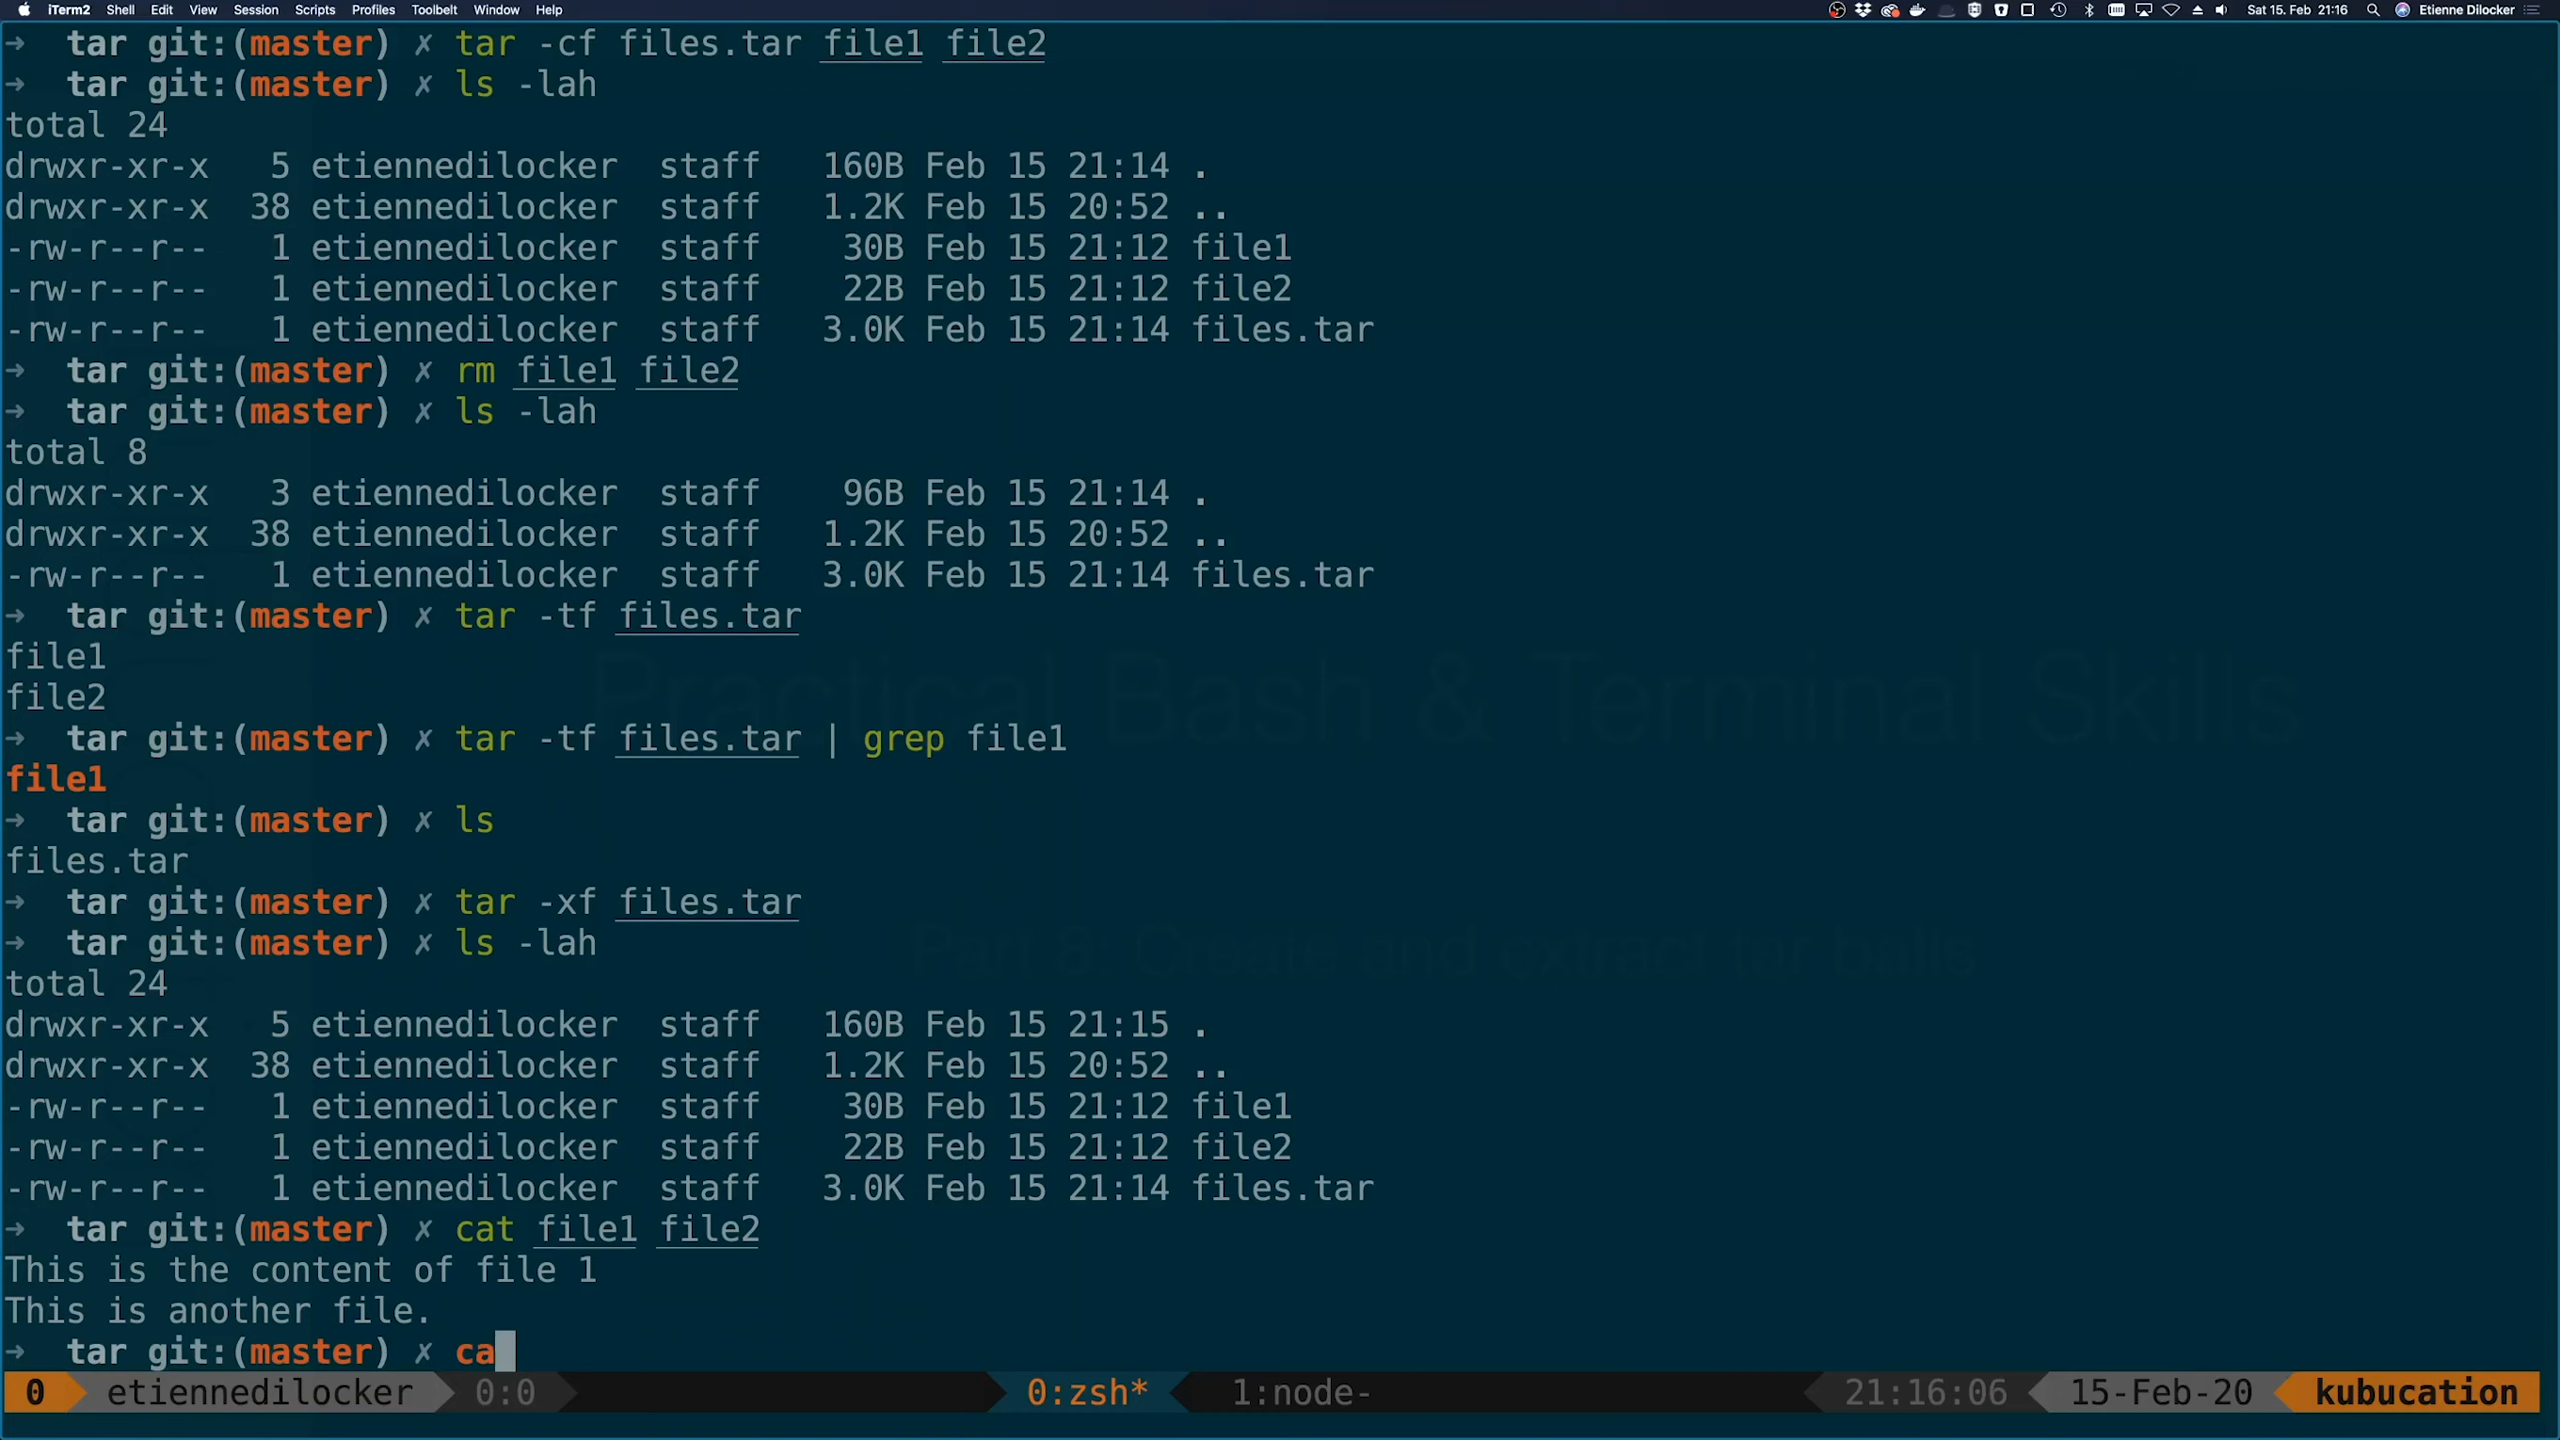 iTerm2 Shell Edit View Session Scripts Profiles Toolbelt Window Help Sat 15. Feb 21:16 Etienne Dilocker
→ tar git:(master) ✗ tar -cf files.tar file1 file2
→ tar git:(master) ✗ ls -lah
total 24
drwxr-xr-x 5 etiennedilocker staff 160B Feb 15 21:14 .
drwxr-xr-x 38 etiennedilocker staff 1.2K Feb 15 20:52 ..
-rw-r--r-- 1 etiennedilocker staff 30B Feb 15 21:12 file1
-rw-r--r-- 1 etiennedilocker staff 22B Feb 15 21:12 file2
-rw-r--r-- 1 etiennedilocker staff 3.0K Feb 15 21:14 files.tar
→ tar git:(master) ✗ rm file1 file2
→ tar git:(master) ✗ ls -lah
total 8
drwxr-xr-x 3 etiennedilocker staff 96B Feb 15 21:14 .
drwxr-xr-x 38 etiennedilocker staff 1.2K Feb 15 20:52 ..
-rw-r--r-- 1 etiennedilocker staff 3.0K Feb 15 21:14 files.tar
→ tar git:(master) ✗ tar -tf files.tar
file1
file2
Practical Bash & Terminal Skills
→ tar git:(master) ✗ tar -tf files.tar | grep file1
file1
→ tar git:(master) ✗ ls
files.tar
→ tar git:(master) ✗ tar -xf files.tar
→ tar git:(master) ✗ ls -lah
Part 8: Create and extract tar balls
total 24
drwxr-xr-x 5 etiennedilocker staff 160B Feb 15 21:15 .
drwxr-xr-x 38 etiennedilocker staff 1.2K Feb 15 20:52 ..
-rw-r--r-- 1 etiennedilocker staff 30B Feb 15 21:12 file1
-rw-r--r-- 1 etiennedilocker staff 22B Feb 15 21:12 file2
-rw-r--r-- 1 etiennedilocker staff 3.0K Feb 15 21:14 files.tar
→ tar git:(master) ✗ cat file1 file2
This is the content of file 1
This is another file.
→ tar git:(master) ✗ ca
0 etiennedilocker 0:0 0:zsh* 1:node- 21:16:06 15-Feb-20 kubucation